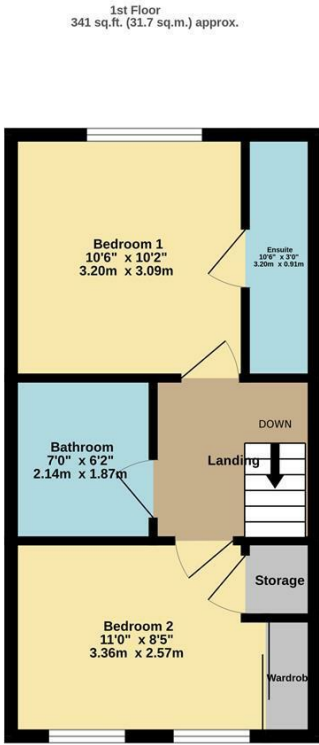 1st Floor
341 sq.ft. (31.7 sq.m.) approx.
Bedroom 1
10'6" x 10'2"
3.20m x 3.09m
Ensuite
10'6" x 3'0"
3.20m x 0.91m
DOWN
Landing
Bathroom
7'0" x 6'2"
2.14m x 1.87m
Storage
Bedroom 2
11'0" x 8'5"
3.36m x 2.57m
Wardrob